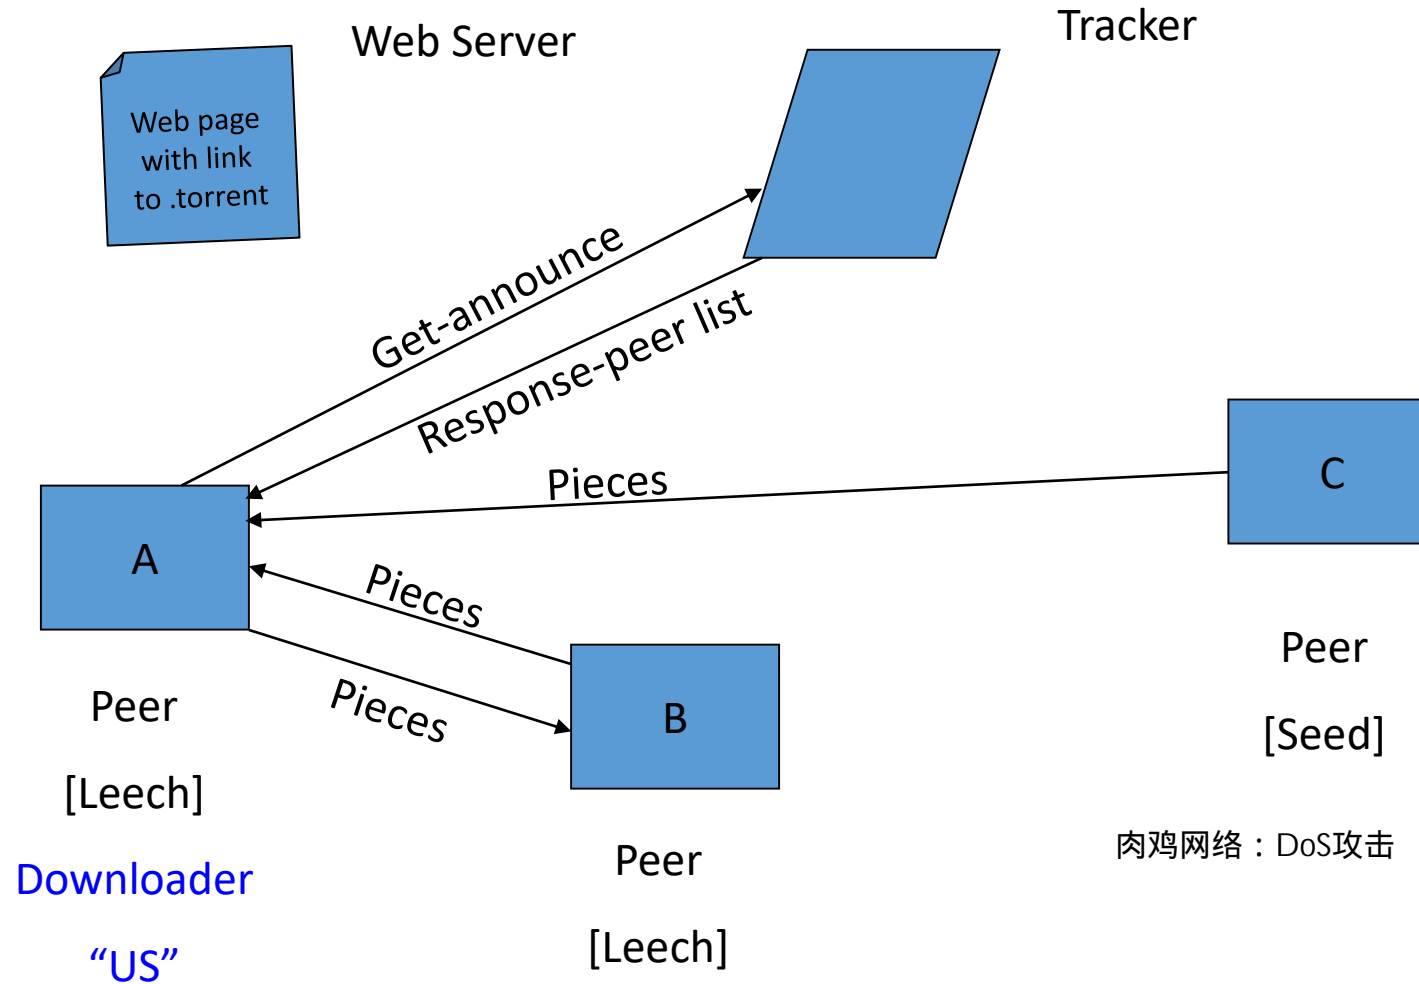 Web Server
Tracker
Web page
with link
to .torrent
Get-announce
Response-peer list
Pieces
C
A
Pieces
Pieces
B
Peer
[Seed]
Peer
[Leech]
Downloader
“US”
Peer
[Leech]
肉鸡网络：DoS攻击